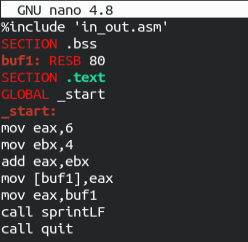 GNU nano 4.8
%include 'in_out.asm'
SECTION .bss
buf1: RESB 80
SECTION .text
GLOBAL _start
_start:
mov eax,6
mov ebx,4
add eax,ebx
mov [buf1],eax
mov eax,buf1
call sprintLF
call quit